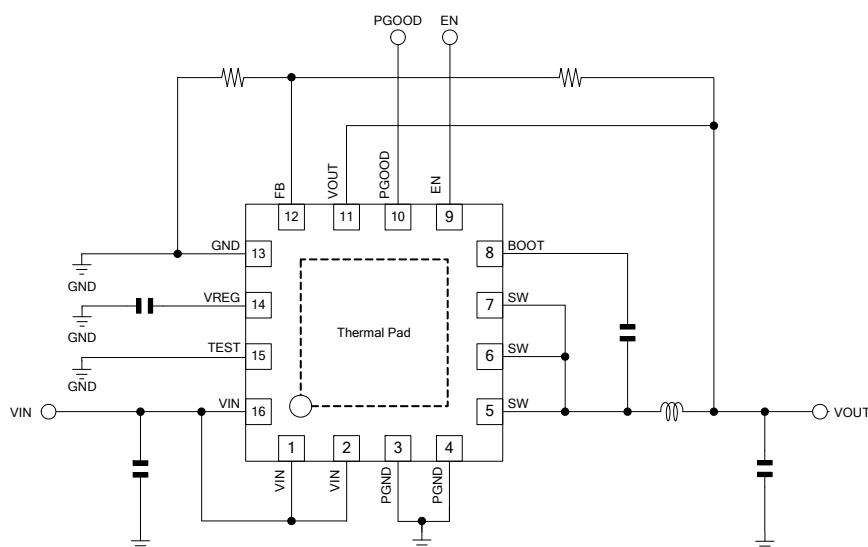 PGOOD EN
FB
VOUT
PGOOD
EN
12 11 10 9
GND 13
GND
8 BOOT
VREG 14
GND
7 SW
Thermal Pad
TEST 15
GND
6 SW
VIN
VIN 16
5 SW
VOUT
1 2 3 4
VIN
VIN
PGND
PGND